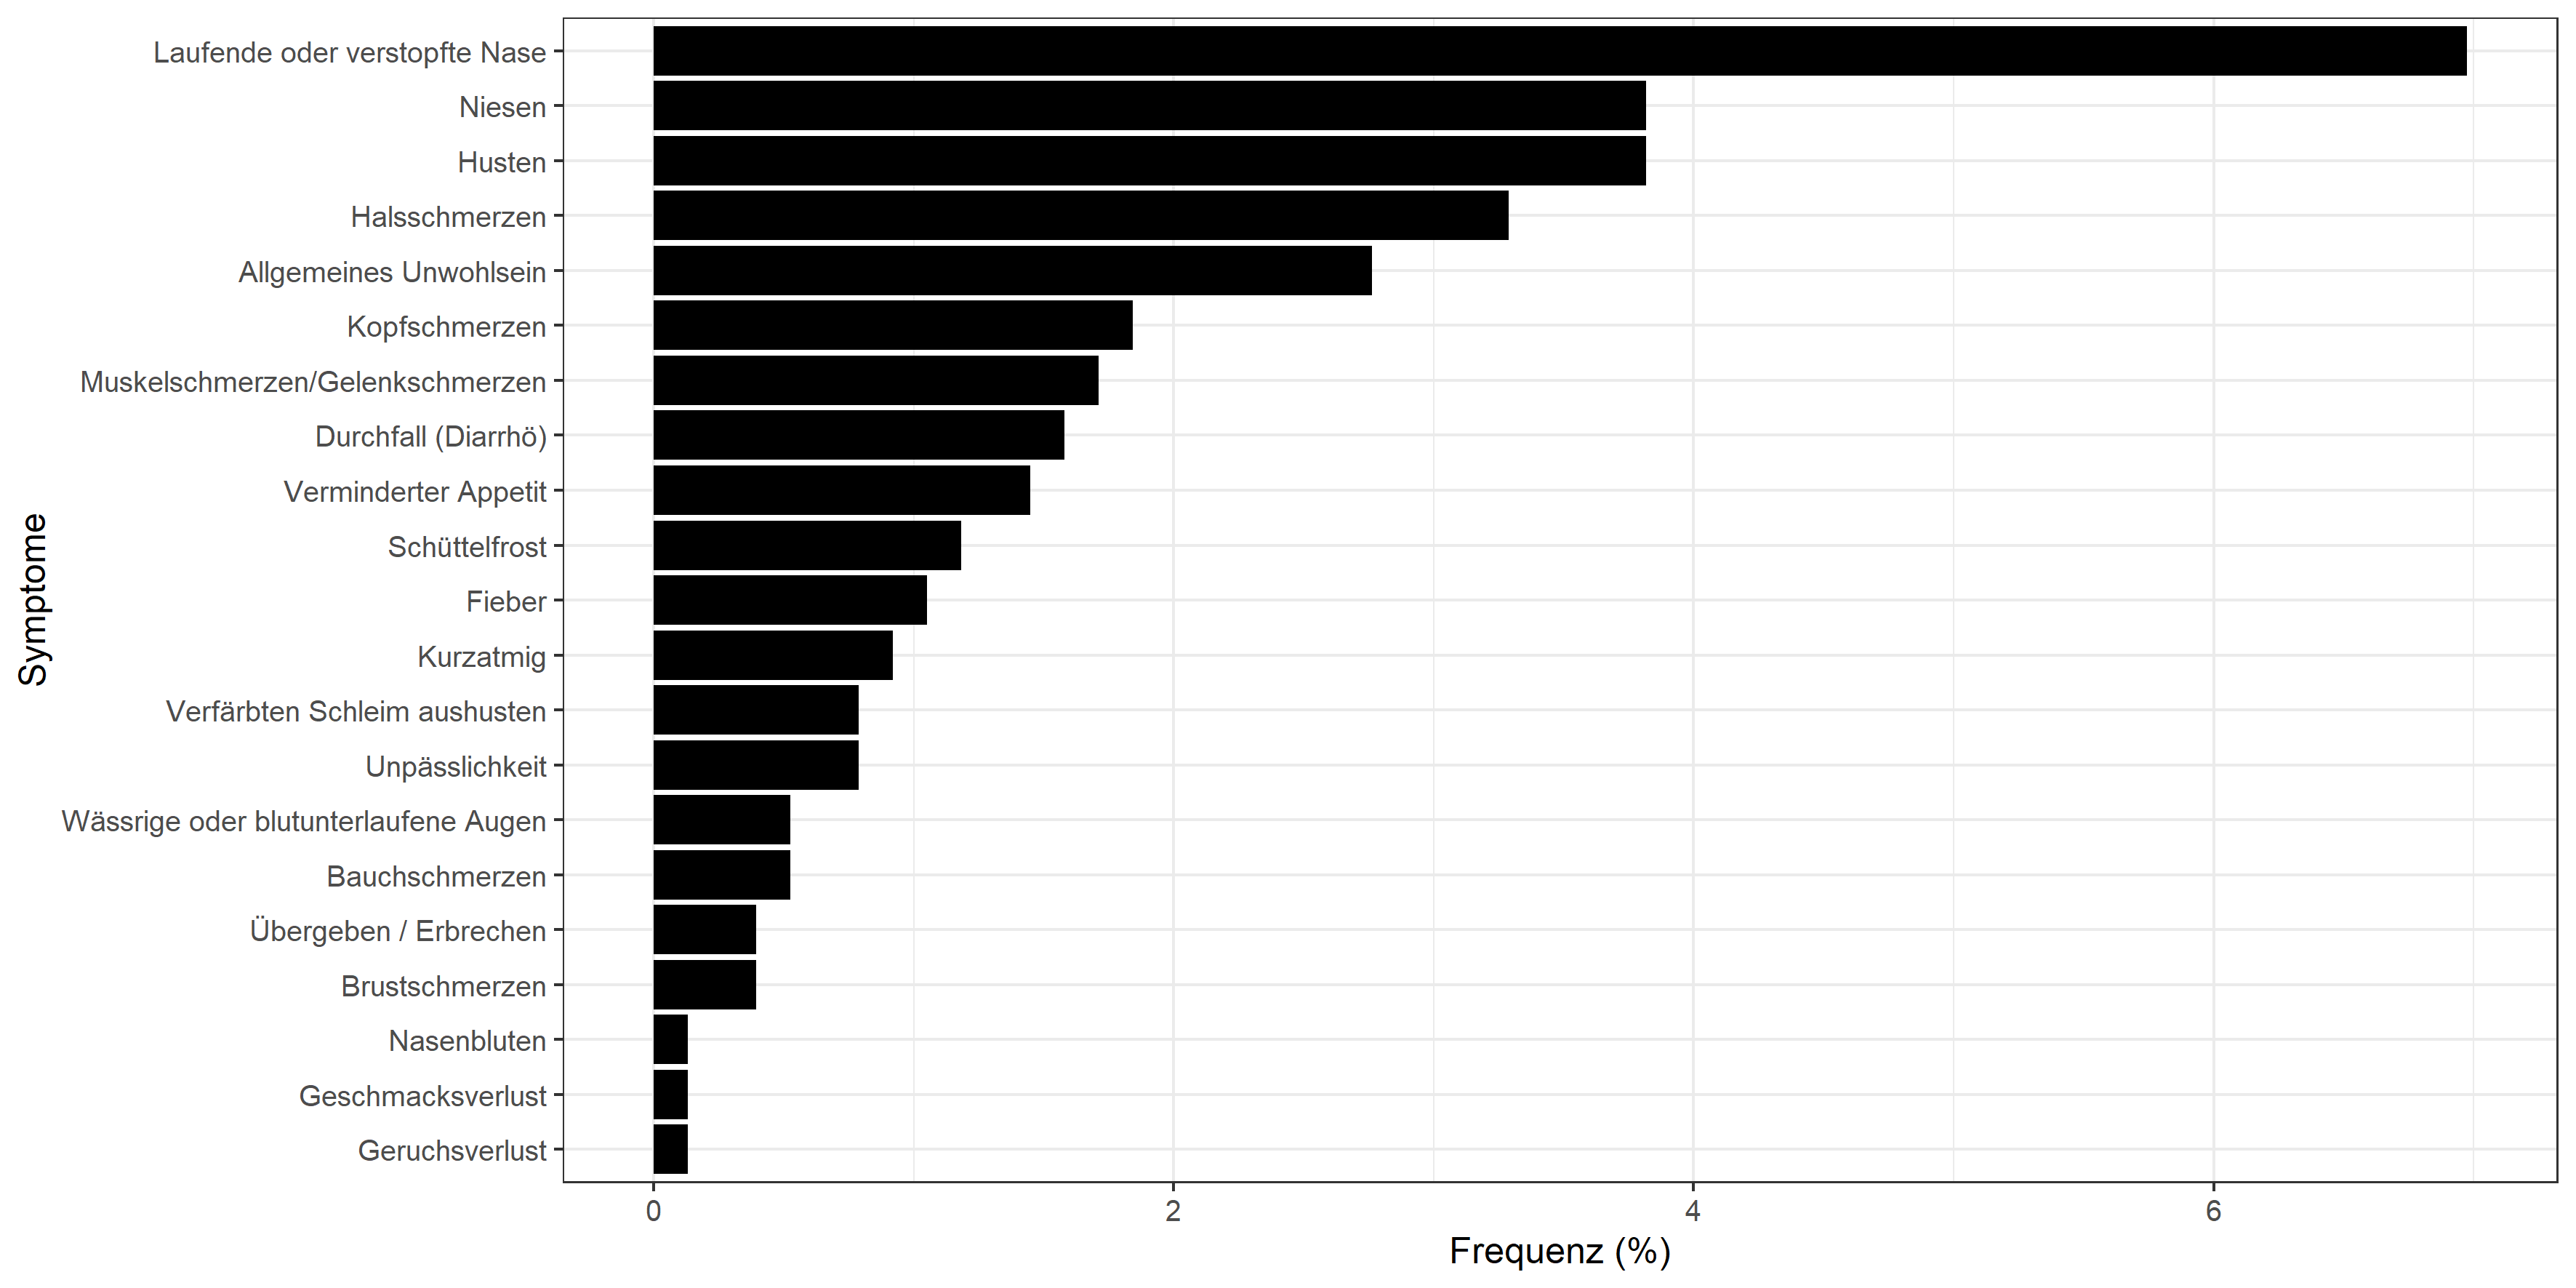 Laufende oder verstopfte Nase
Niesen
Husten
Halsschmerzen
Allgemeines Unwohlsein
Kopfschmerzen
Muskelschmerzen/Gelenkschmerzen
Durchfall (Diarrhö)
Verminderter Appetit
Schüttelfrost
Fieber
Kurzatmig
Verfärbten Schleim aushusten
Unpässlichkeit
Wässrige oder blutunterlaufene Augen
Bauchschmerzen
Übergeben / Erbrechen
Brustschmerzen
Nasenbluten
Geschmacksverlust
Geruchsverlust
Symptome
0 2 4 6
Frequenz (%)